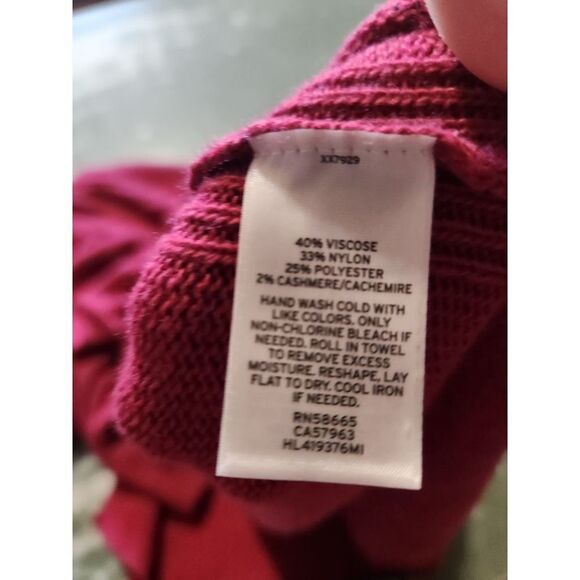 XX7929
40% VISCOSE
33% NYLON
25% POLYESTER
2% CASHMERE/CACHEMIRE
HAND WASH COLD WITH
LIKE COLORS. ONLY
NON-CHLORINE BLEACH IF
NEEDED. ROLL IN TOWEL
TO REMOVE EXCESS
MOISTURE. RESHAPE, LAY
FLAT TO DRY. COOL IRON
IF NEEDED.
RN58665
CA57963
HL419376MI